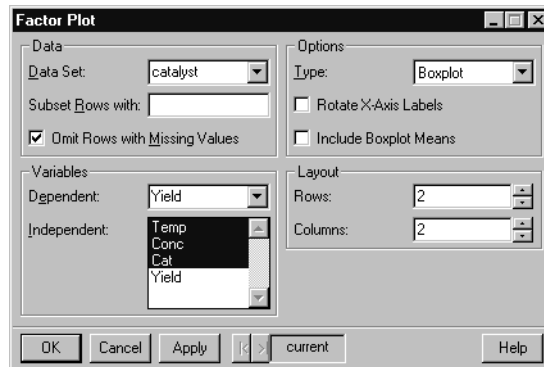 Factor Plot
Data
Data Set: catalyst
Subset Rows with:
Omit Rows with Missing Values
Variables
Dependent: Yield
Independent: Temp
Conc
Cat
Yield
Options
Type: Boxplot
Rotate X-Axis Labels
Include Boxplot Means
Layout
Rows: 2
Columns: 2
OK Cancel Apply current Help